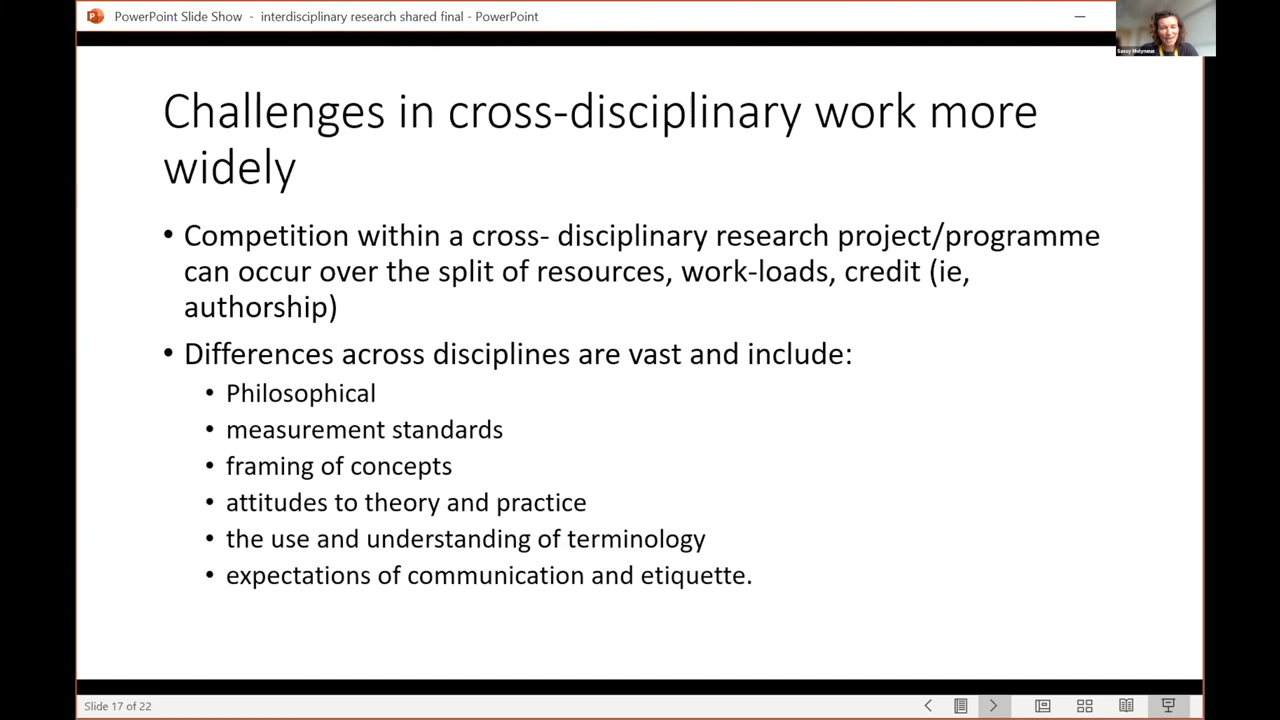 PowerPoint Slide Show - interdisciplinary research shared final - PowerPoint
Sassy Molyneux
Challenges in cross-disciplinary work more
widely
• Competition within a cross- disciplinary research project/programme
can occur over the split of resources, work-loads, credit (ie,
authorship)
• Differences across disciplines are vast and include:
• Philosophical
• measurement standards
• framing of concepts
• attitudes to theory and practice
• the use and understanding of terminology
• expectations of communication and etiquette.
Slide 17 of 22